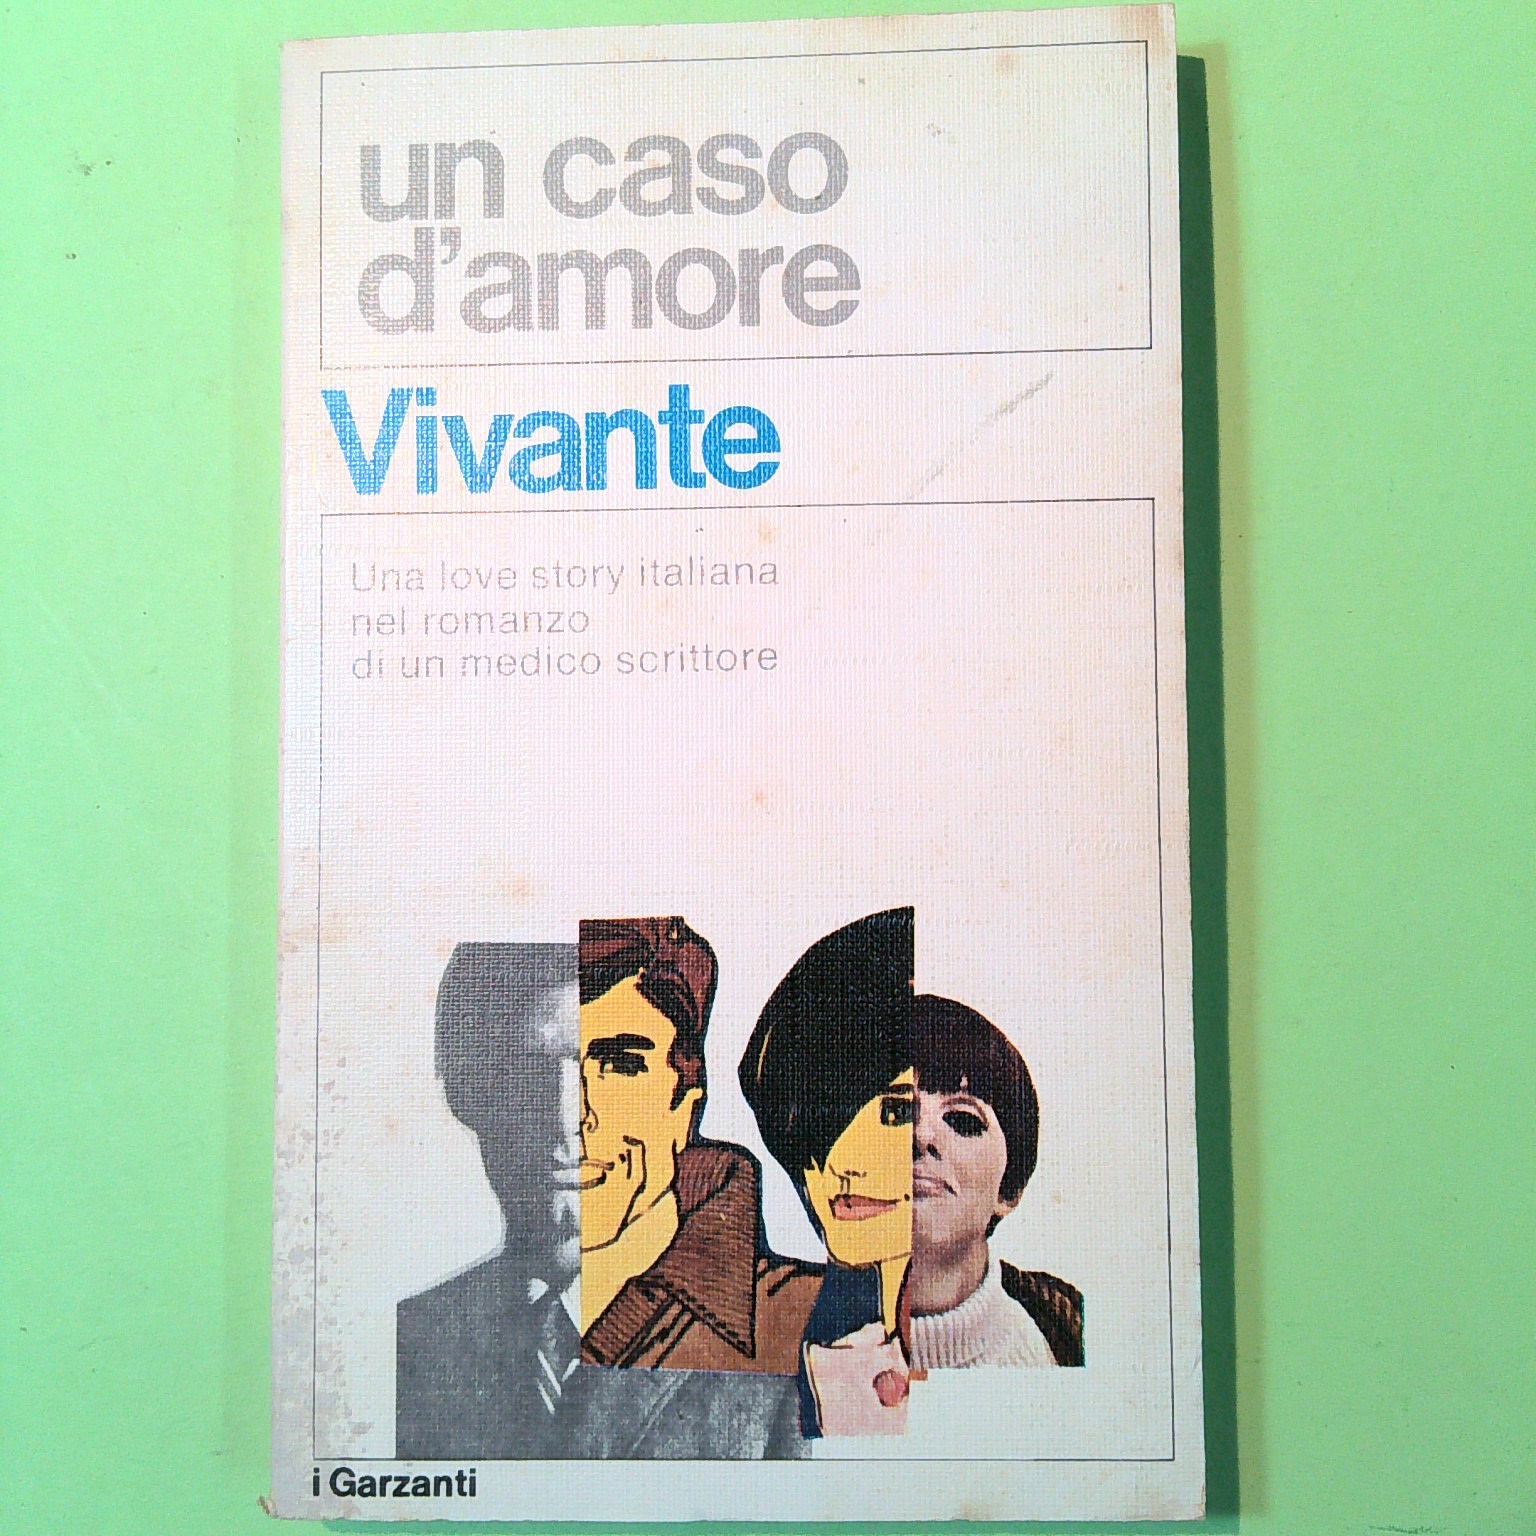 un caso
d'amore
Vivante
Una love story italiana
nel romanzo
di un medico scrittore
i Garzanti